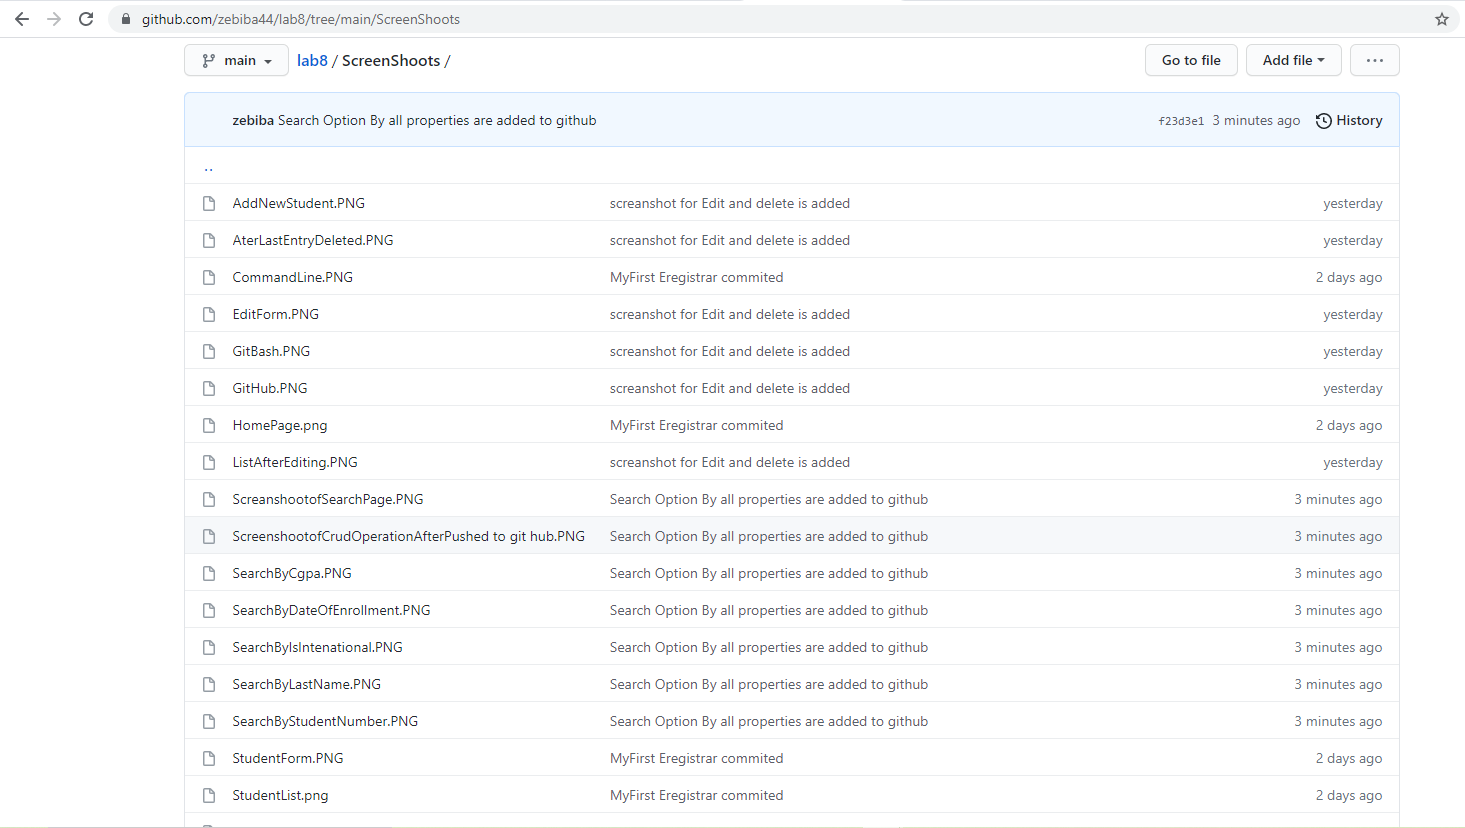 github.com/zebiba44/lab8/tree/main/ScreenShoots
main lab8 / ScreenShoots / Go to file Add file ...
zebiba Search Option By all properties are added to github f23d3e1 3 minutes ago History
..
AddNewStudent.PNG screanshot for Edit and delete is added yesterday
AterLastEntryDeleted.PNG screanshot for Edit and delete is added yesterday
CommandLine.PNG MyFirst Eregistrar commited 2 days ago
EditForm.PNG screanshot for Edit and delete is added yesterday
GitBash.PNG screanshot for Edit and delete is added yesterday
GitHub.PNG screanshot for Edit and delete is added yesterday
HomePage.png MyFirst Eregistrar commited 2 days ago
ListAfterEditing.PNG screanshot for Edit and delete is added yesterday
ScreanshootofSearchPage.PNG Search Option By all properties are added to github 3 minutes ago
ScreenshootofCrudOperationAfterPushed to git hub.PNG Search Option By all properties are added to github 3 minutes ago
SearchByCgpa.PNG Search Option By all properties are added to github 3 minutes ago
SearchByDateOfEnrollment.PNG Search Option By all properties are added to github 3 minutes ago
SearchByIsIntenational.PNG Search Option By all properties are added to github 3 minutes ago
SearchByLastName.PNG Search Option By all properties are added to github 3 minutes ago
SearchByStudentNumber.PNG Search Option By all properties are added to github 3 minutes ago
StudentForm.PNG MyFirst Eregistrar commited 2 days ago
StudentList.png MyFirst Eregistrar commited 2 days ago